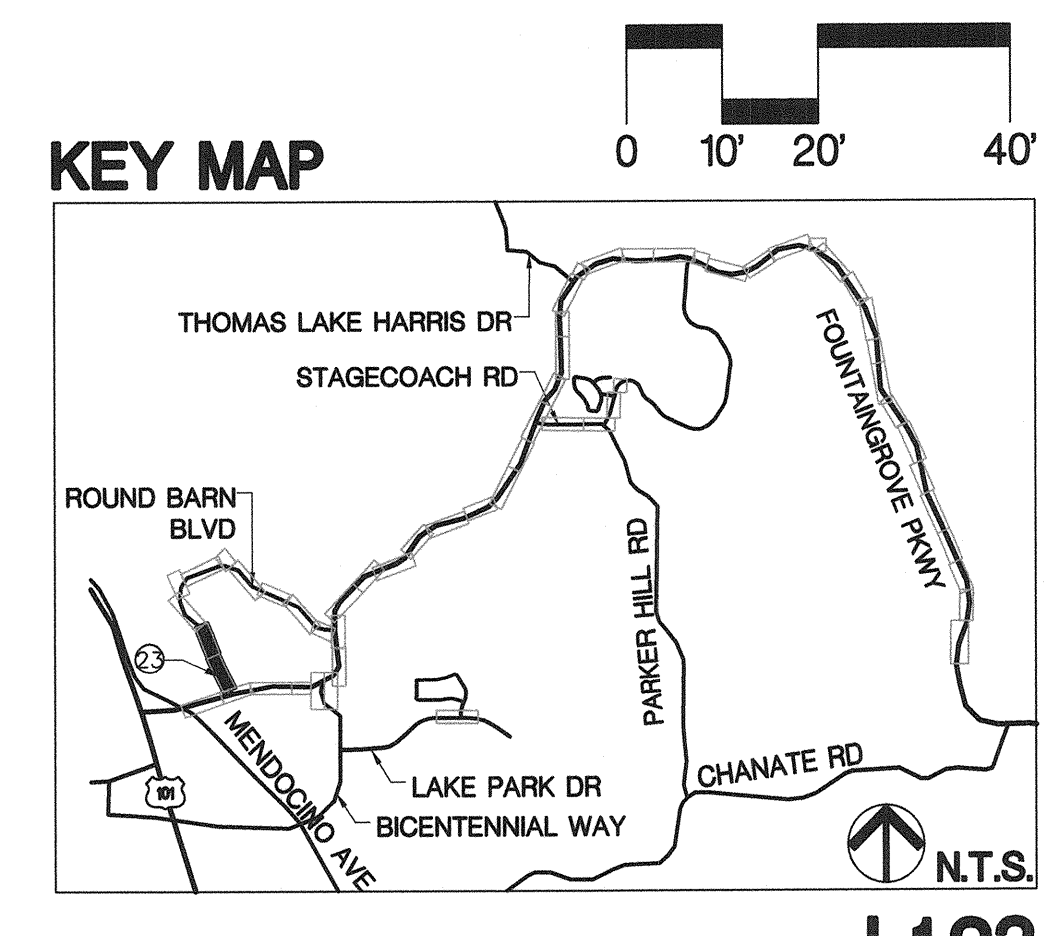 0 10' 20' 40'
KEY MAP
THOMAS LAKE HARRIS DR
STAGECOACH RD
FOUNTAINGROVE PKWY
ROUND BARN
BLVD
PARKER HILL RD
23
MENDOCINO AVE
CHANATE RD
LAKE PARK DR
101
BICENTENNIAL WAY
N.T.S.